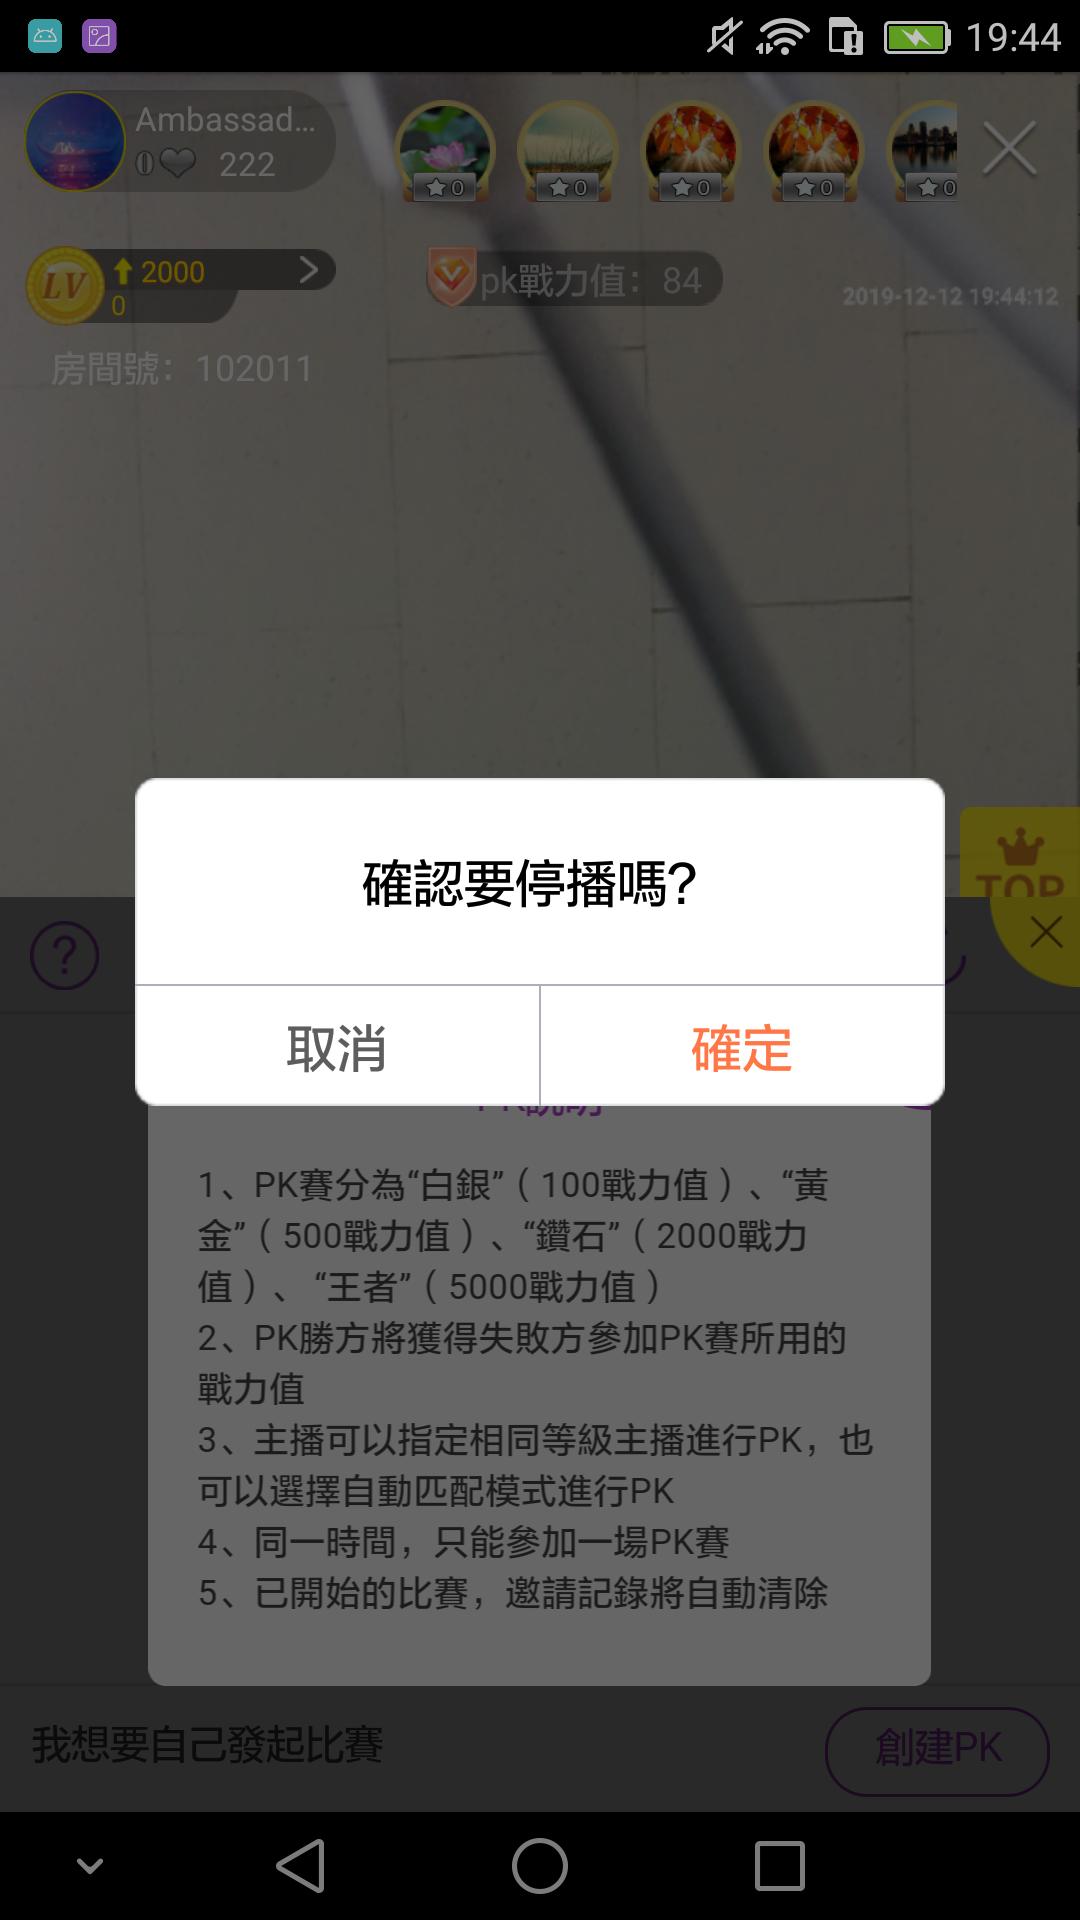 19:44
Ambassad...
0 222
0
0
0
0
0
LV
2000
0
pk戰力值：84
2019-12-12 19:44:12
房間號：102011
TOP
確認要停播嗎?
?
取消
確定
PK說明
1、PK賽分為“白銀”（100戰力值）、“黃
金”（500戰力值）、“鑽石”（2000戰力
值）、 “王者”（5000戰力值）
2、PK勝方將獲得失敗方參加PK賽所用的
戰力值
3、主播可以指定相同等級主播進行PK，也
可以選擇自動匹配模式進行PK
4、同一時間，只能參加一場PK賽
5、已開始的比賽，邀請記錄將自動清除
我想要自己發起比賽
創建PK